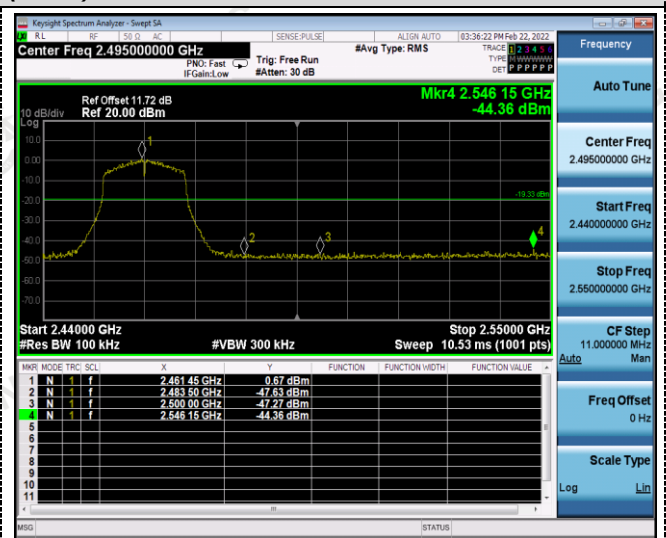 Keysight Spectrum Analyzer - Swept SA
RL RF 50 Ω AC SENSE:PULSE ALIGN AUTO 03:36:22 PM Feb 22, 2022
Center Freq 2.495000000 GHz #Avg Type: RMS TRACE 1 2 3 4 5 6
PNO: Fast Trig: Free Run TYPE M WWWWW
IFGain:Low #Atten: 30 dB DET P P P P P P
Frequency
Auto Tune
Center Freq
2.495000000 GHz
Start Freq
2.440000000 GHz
Stop Freq
2.550000000 GHz
CF Step
11.000000 MHz
Auto Man
Freq Offset
0 Hz
Scale Type
Log Lin
Mkr4 2.546 15 GHz
-44.36 dBm
Ref Offset 11.72 dB
10 dB/div Ref 20.00 dBm
Log
10.0
0.00
-10.0
-20.0
-30.0
-40.0
-50.0
-60.0
-70.0
1
2
3
4
-19.33 dBm
Start 2.44000 GHz Stop 2.55000 GHz
#Res BW 100 kHz #VBW 300 kHz Sweep 10.53 ms (1001 pts)
MKR MODE TRC SCL X Y FUNCTION FUNCTION WIDTH FUNCTION VALUE
1 N 1 f 2.461 45 GHz 0.67 dBm
2 N 1 f 2.483 50 GHz -47.63 dBm
3 N 1 f 2.500 00 GHz -47.27 dBm
4 N 1 f 2.546 15 GHz -44.36 dBm
5
6
7
8
9
10
11
MSG STATUS